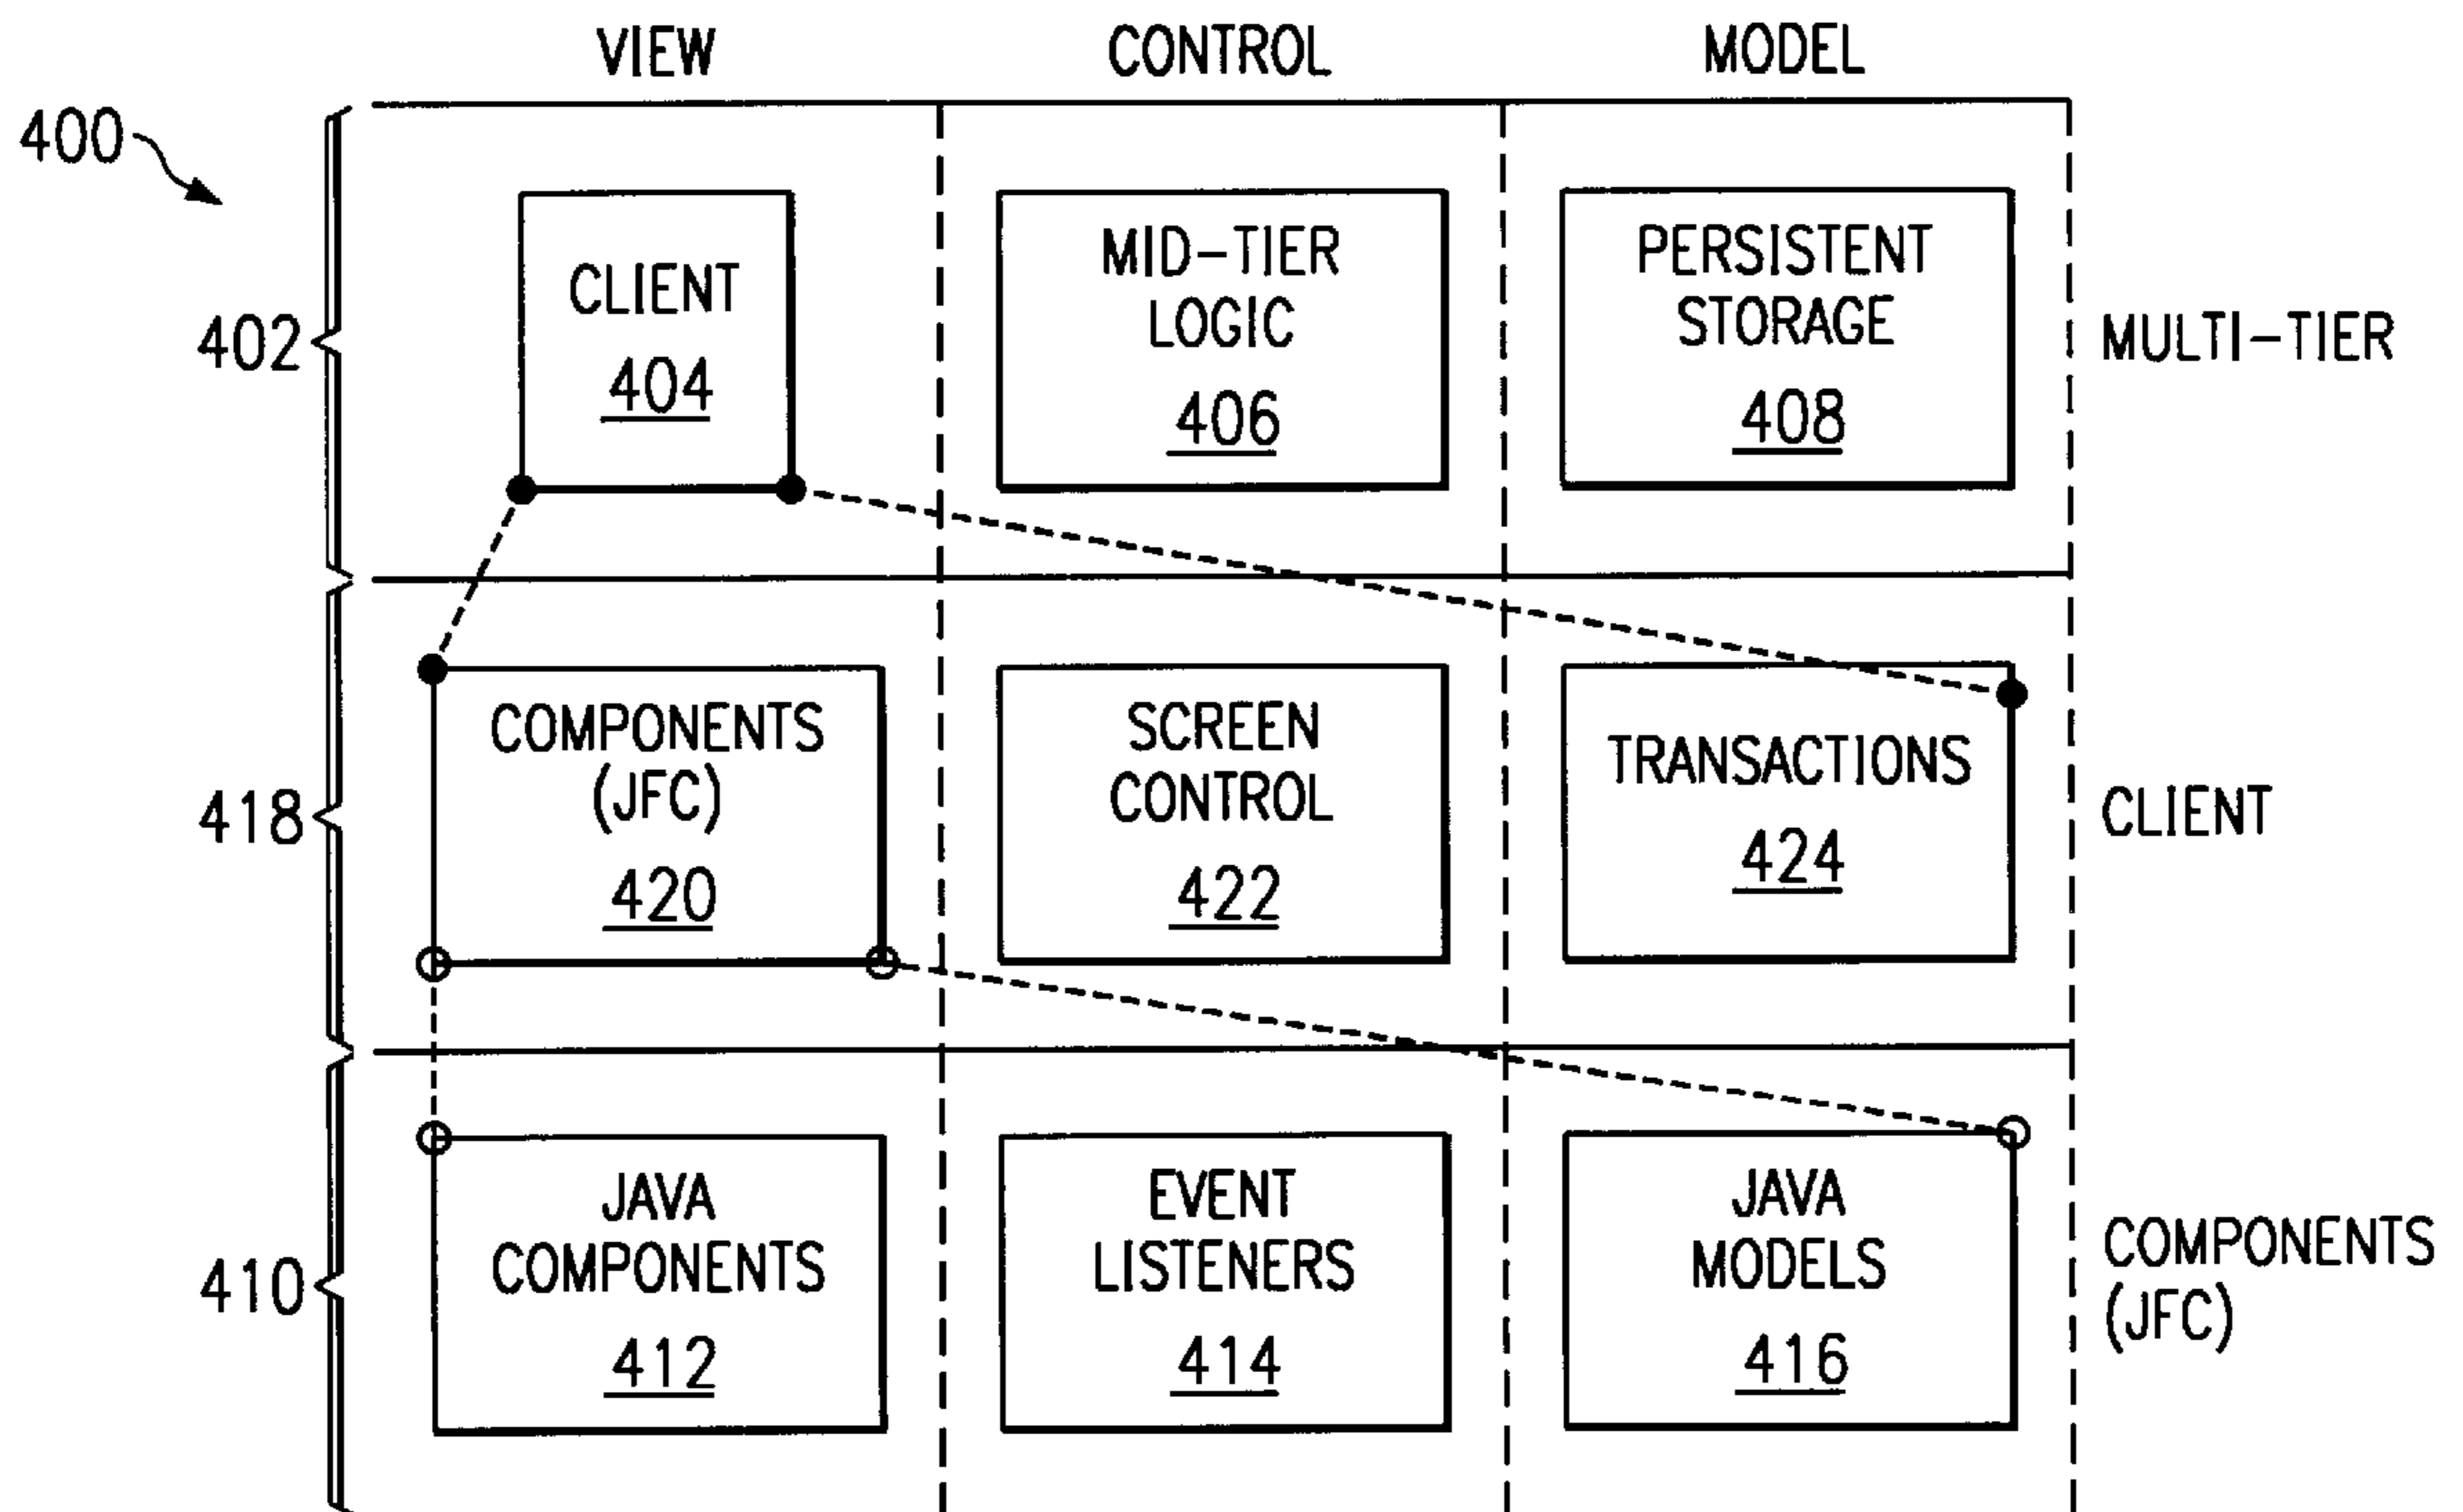 VIEW
CONTROL
MODEL
400
402
CLIENT
404
MID-TIER
LOGIC
406
PERSISTENT
STORAGE
408
MULTI-TIER
418
COMPONENTS
(JFC)
420
SCREEN
CONTROL
422
TRANSACTIONS
424
CLIENT
410
JAVA
COMPONENTS
412
EVENT
LISTENERS
414
JAVA
MODELS
416
COMPONENTS
(JFC)